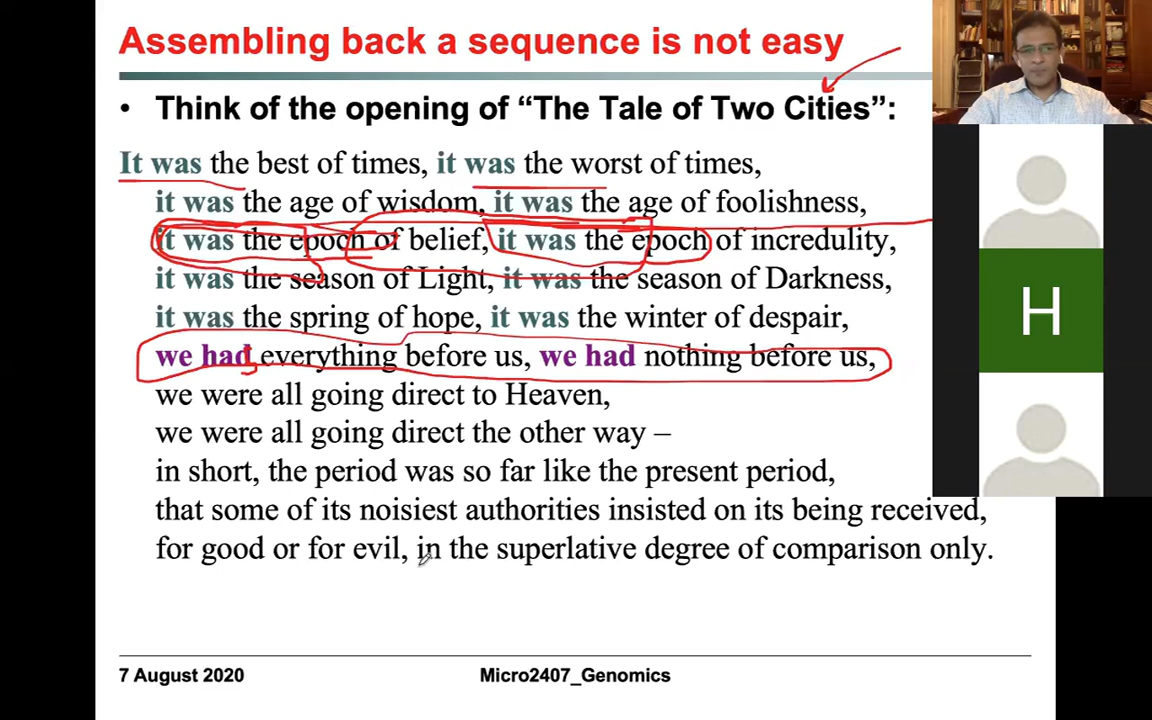 Assembling back a sequence is not easy
• Think of the opening of “The Tale of Two Cities”:
It was the best of times, it was the worst of times,
it was the age of wisdom, it was the age of foolishness,
it was the epoch of belief, it was the epoch of incredulity,
it was the season of Light, it was the season of Darkness,
it was the spring of hope, it was the winter of despair,
we had everything before us, we had nothing before us,
we were all going direct to Heaven,
we were all going direct the other way –
in short, the period was so far like the present period,
that some of its noisiest authorities insisted on its being received,
for good or for evil, in the superlative degree of comparison only.
H
7 August 2020
Micro2407_Genomics